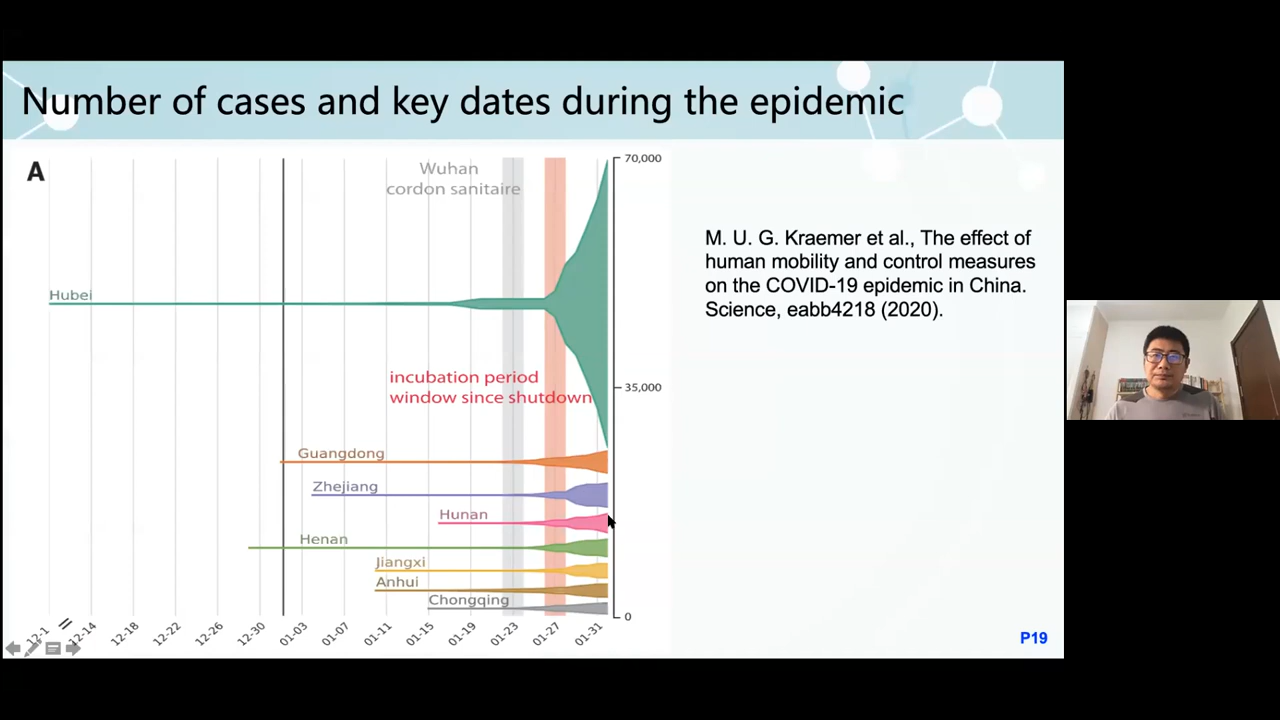 Number of cases and key dates during the epidemic
A
Wuhan
cordon sanitaire
70,000
Hubei
M. U. G. Kraemer et al., The effect of
human mobility and control measures
on the COVID-19 epidemic in China.
Science, eabb4218 (2020).
incubation period
window since shutdown
35,000
Guangdong
Zhejiang
Hunan
Henan
Jiangxi
Anhui
Chongqing
0
12-1
12-14
12-18
12-22
12-26
12-30
01-03
01-07
01-11
01-15
01-19
01-23
01-27
01-31
P19